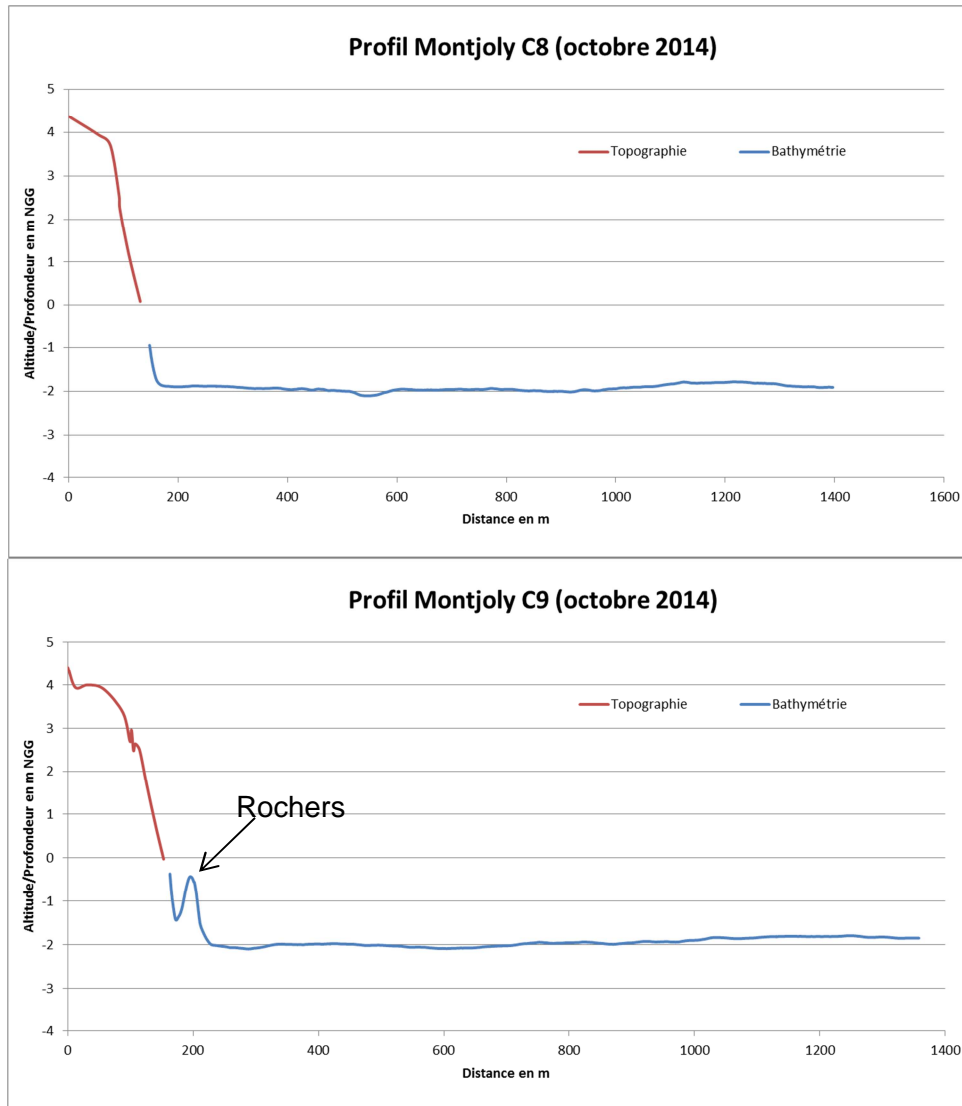 Profil Montjoly C8 (octobre 2014)
5
4
3
2
1
0
-1
-2
-3
-4
Altitude/Profondeur en m NGG
Topographie Bathymétrie
0 200 400 600 800 1000 1200 1400 1600
Distance en m
Profil Montjoly C9 (octobre 2014)
5
4
3
2
1
0
-1
-2
-3
-4
Altitude/Profondeur en m NGG
Topographie Bathymétrie
Rochers
0 200 400 600 800 1000 1200 1400
Distance en m